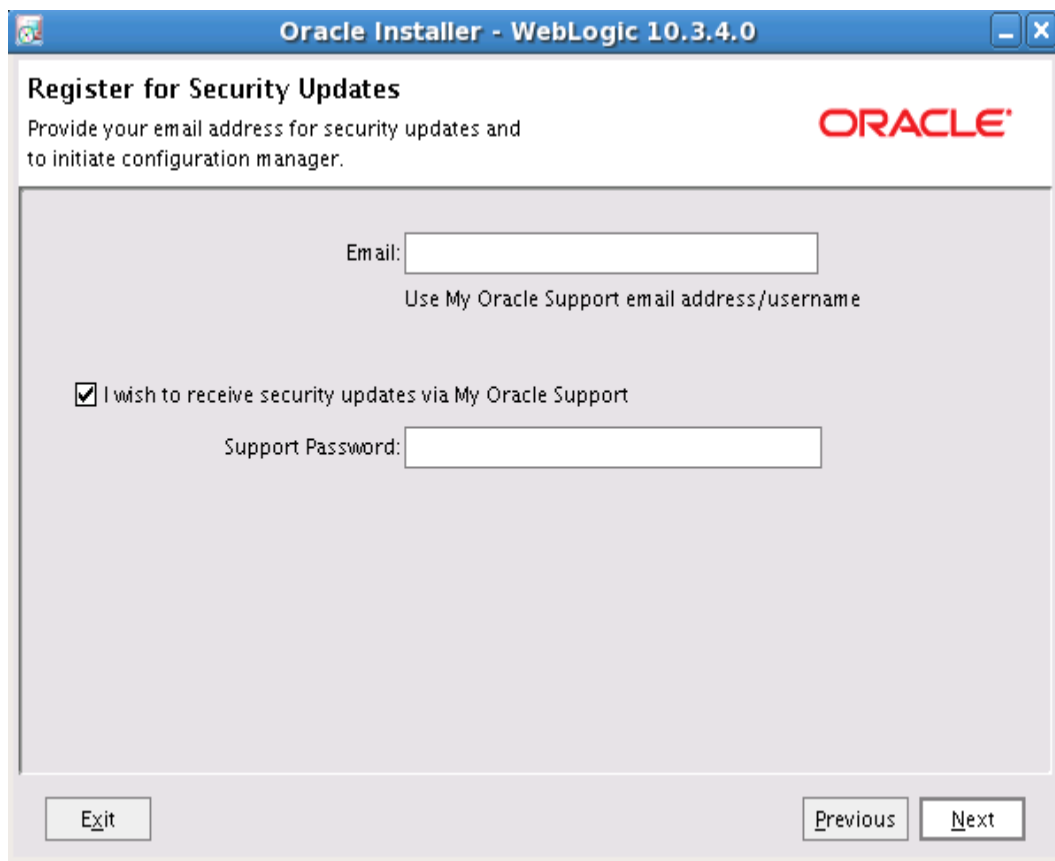 Oracle Installer - WebLogic 10.3.4.0
Register for Security Updates
Provide your email address for security updates and
to initiate configuration manager.
ORACLE
Email:
Use My Oracle Support email address/username
I wish to receive security updates via My Oracle Support
Support Password:
Exit
Previous
Next